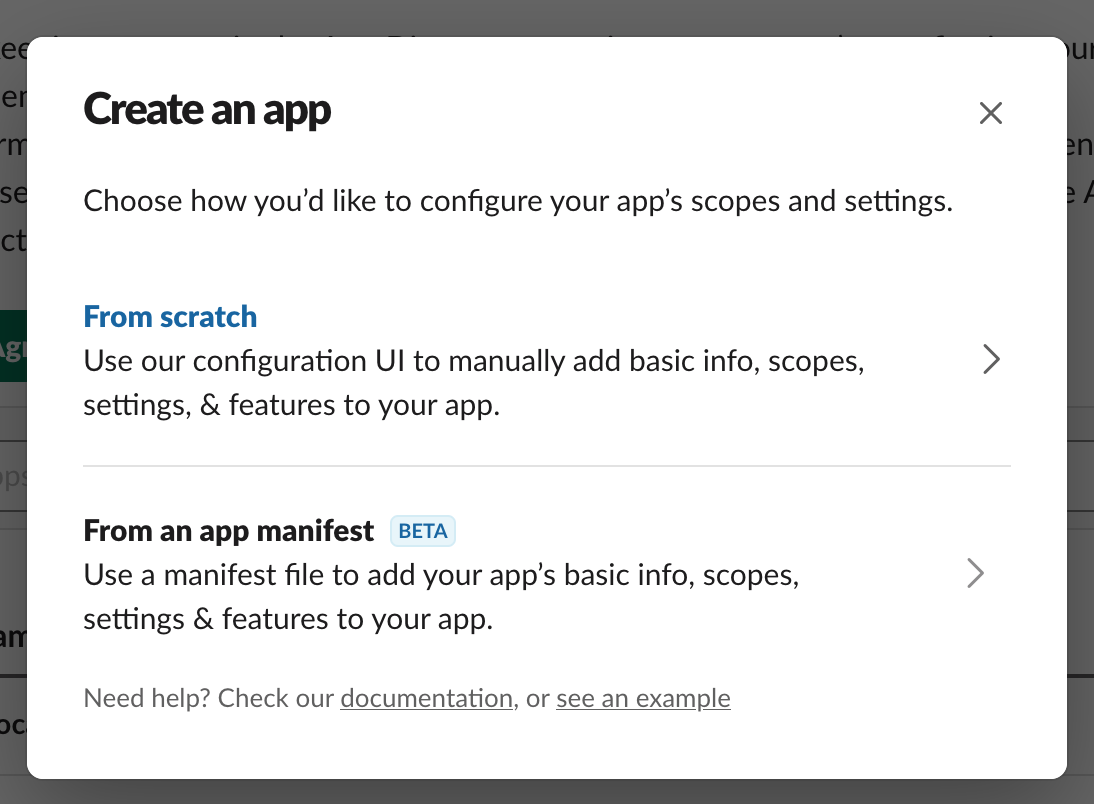 Create an app
Choose how you’d like to configure your app’s scopes and settings.
From scratch
Use our configuration UI to manually add basic info, scopes,
settings, & features to your app.
From an app manifest BETA
Use a manifest file to add your app’s basic info, scopes,
settings & features to your app.
Need help? Check our documentation, or see an example